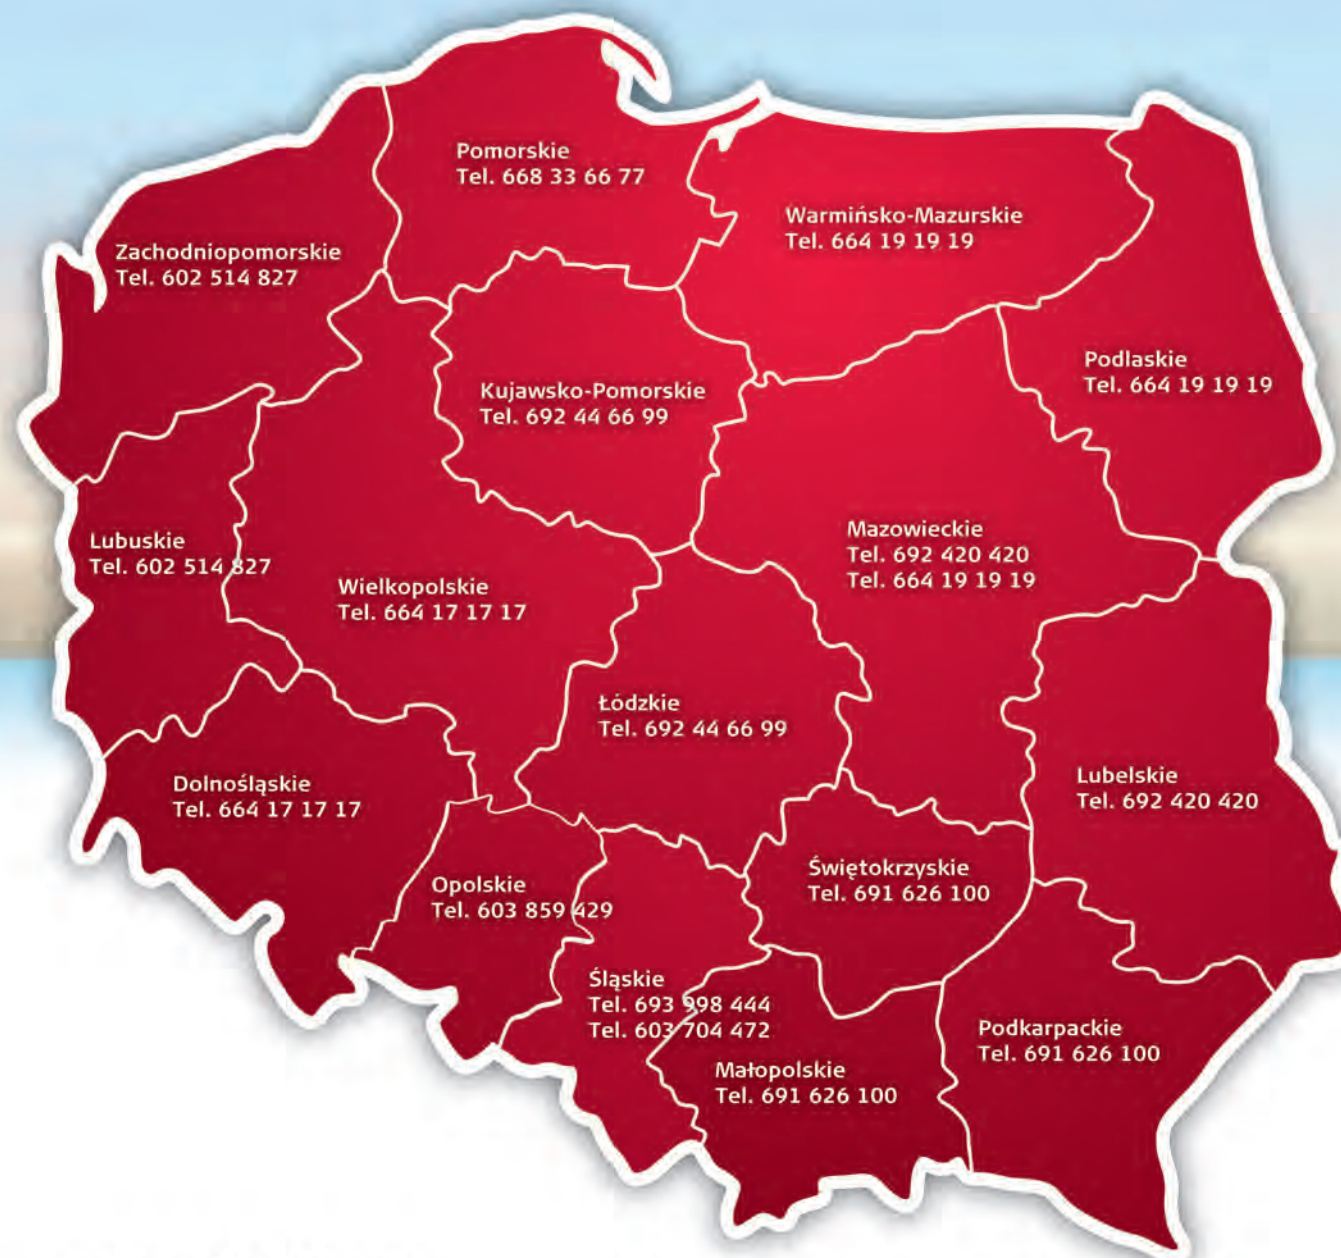 Pomorskie
Tel. 668 33 66 77
Warmińsko-Mazurskie
Tel. 664 19 19 19
Zachodniopomorskie
Tel. 602 514 827
Podlaskie
Tel. 664 19 19 19
Kujawsko-Pomorskie
Tel. 692 44 66 99
Lubuskie
Tel. 602 514 827
Mazowieckie
Tel. 692 420 420
Tel. 664 19 19 19
Wielkopolskie
Tel. 664 17 17 17
Łódzkie
Tel. 692 44 66 99
Dolnośląskie
Tel. 664 17 17 17
Lubelskie
Tel. 692 420 420
Świętokrzyskie
Tel. 691 626 100
Opolskie
Tel. 603 859 429
Śląskie
Tel. 693 998 444
Tel. 603 704 472
Podkarpackie
Tel. 691 626 100
Małopolskie
Tel. 691 626 100